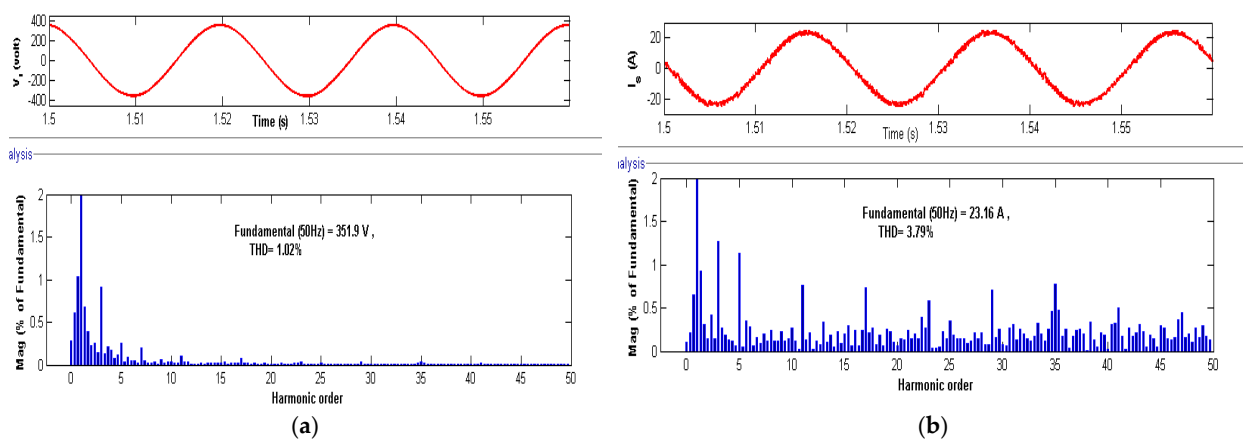 V_t (volt)
400
200
0
-200
-400
1.5 1.51 1.52 1.53 1.54 1.55
Time (s)
alysis
Mag (% of Fundamental)
2
1.5
1
0.5
0
Fundamental (50Hz) = 351.9 V ,
THD= 1.02%
0 5 10 15 20 25 30 35 40 45 50
Harmonic order
(a)
I_s (A)
20
0
-20
1.5 1.51 1.52 1.53 1.54 1.55
Time (s)
alysis
Mag (% of Fundamental)
2
1.5
1
0.5
0
Fundamental (50Hz) = 23.16 A ,
THD= 3.79%
0 5 10 15 20 25 30 35 40 45 50
Harmonic order
(b)